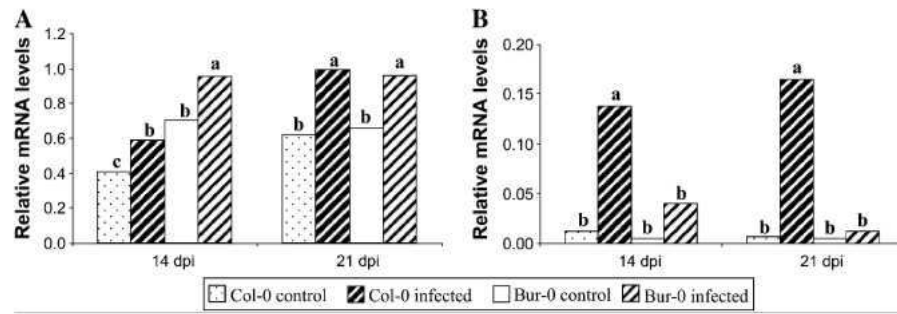 A
Relative mRNA levels
1.2
1.0
0.8
0.6
0.4
0.2
0.0
c
b
b
a
b
a
b
a
14 dpi
21 dpi
B
Relative mRNA levels
0.20
0.15
0.10
0.05
0.00
b
a
b
b
b
a
b
b
14 dpi
21 dpi
Col-0 control Col-0 infected Bur-0 control Bur-0 infected